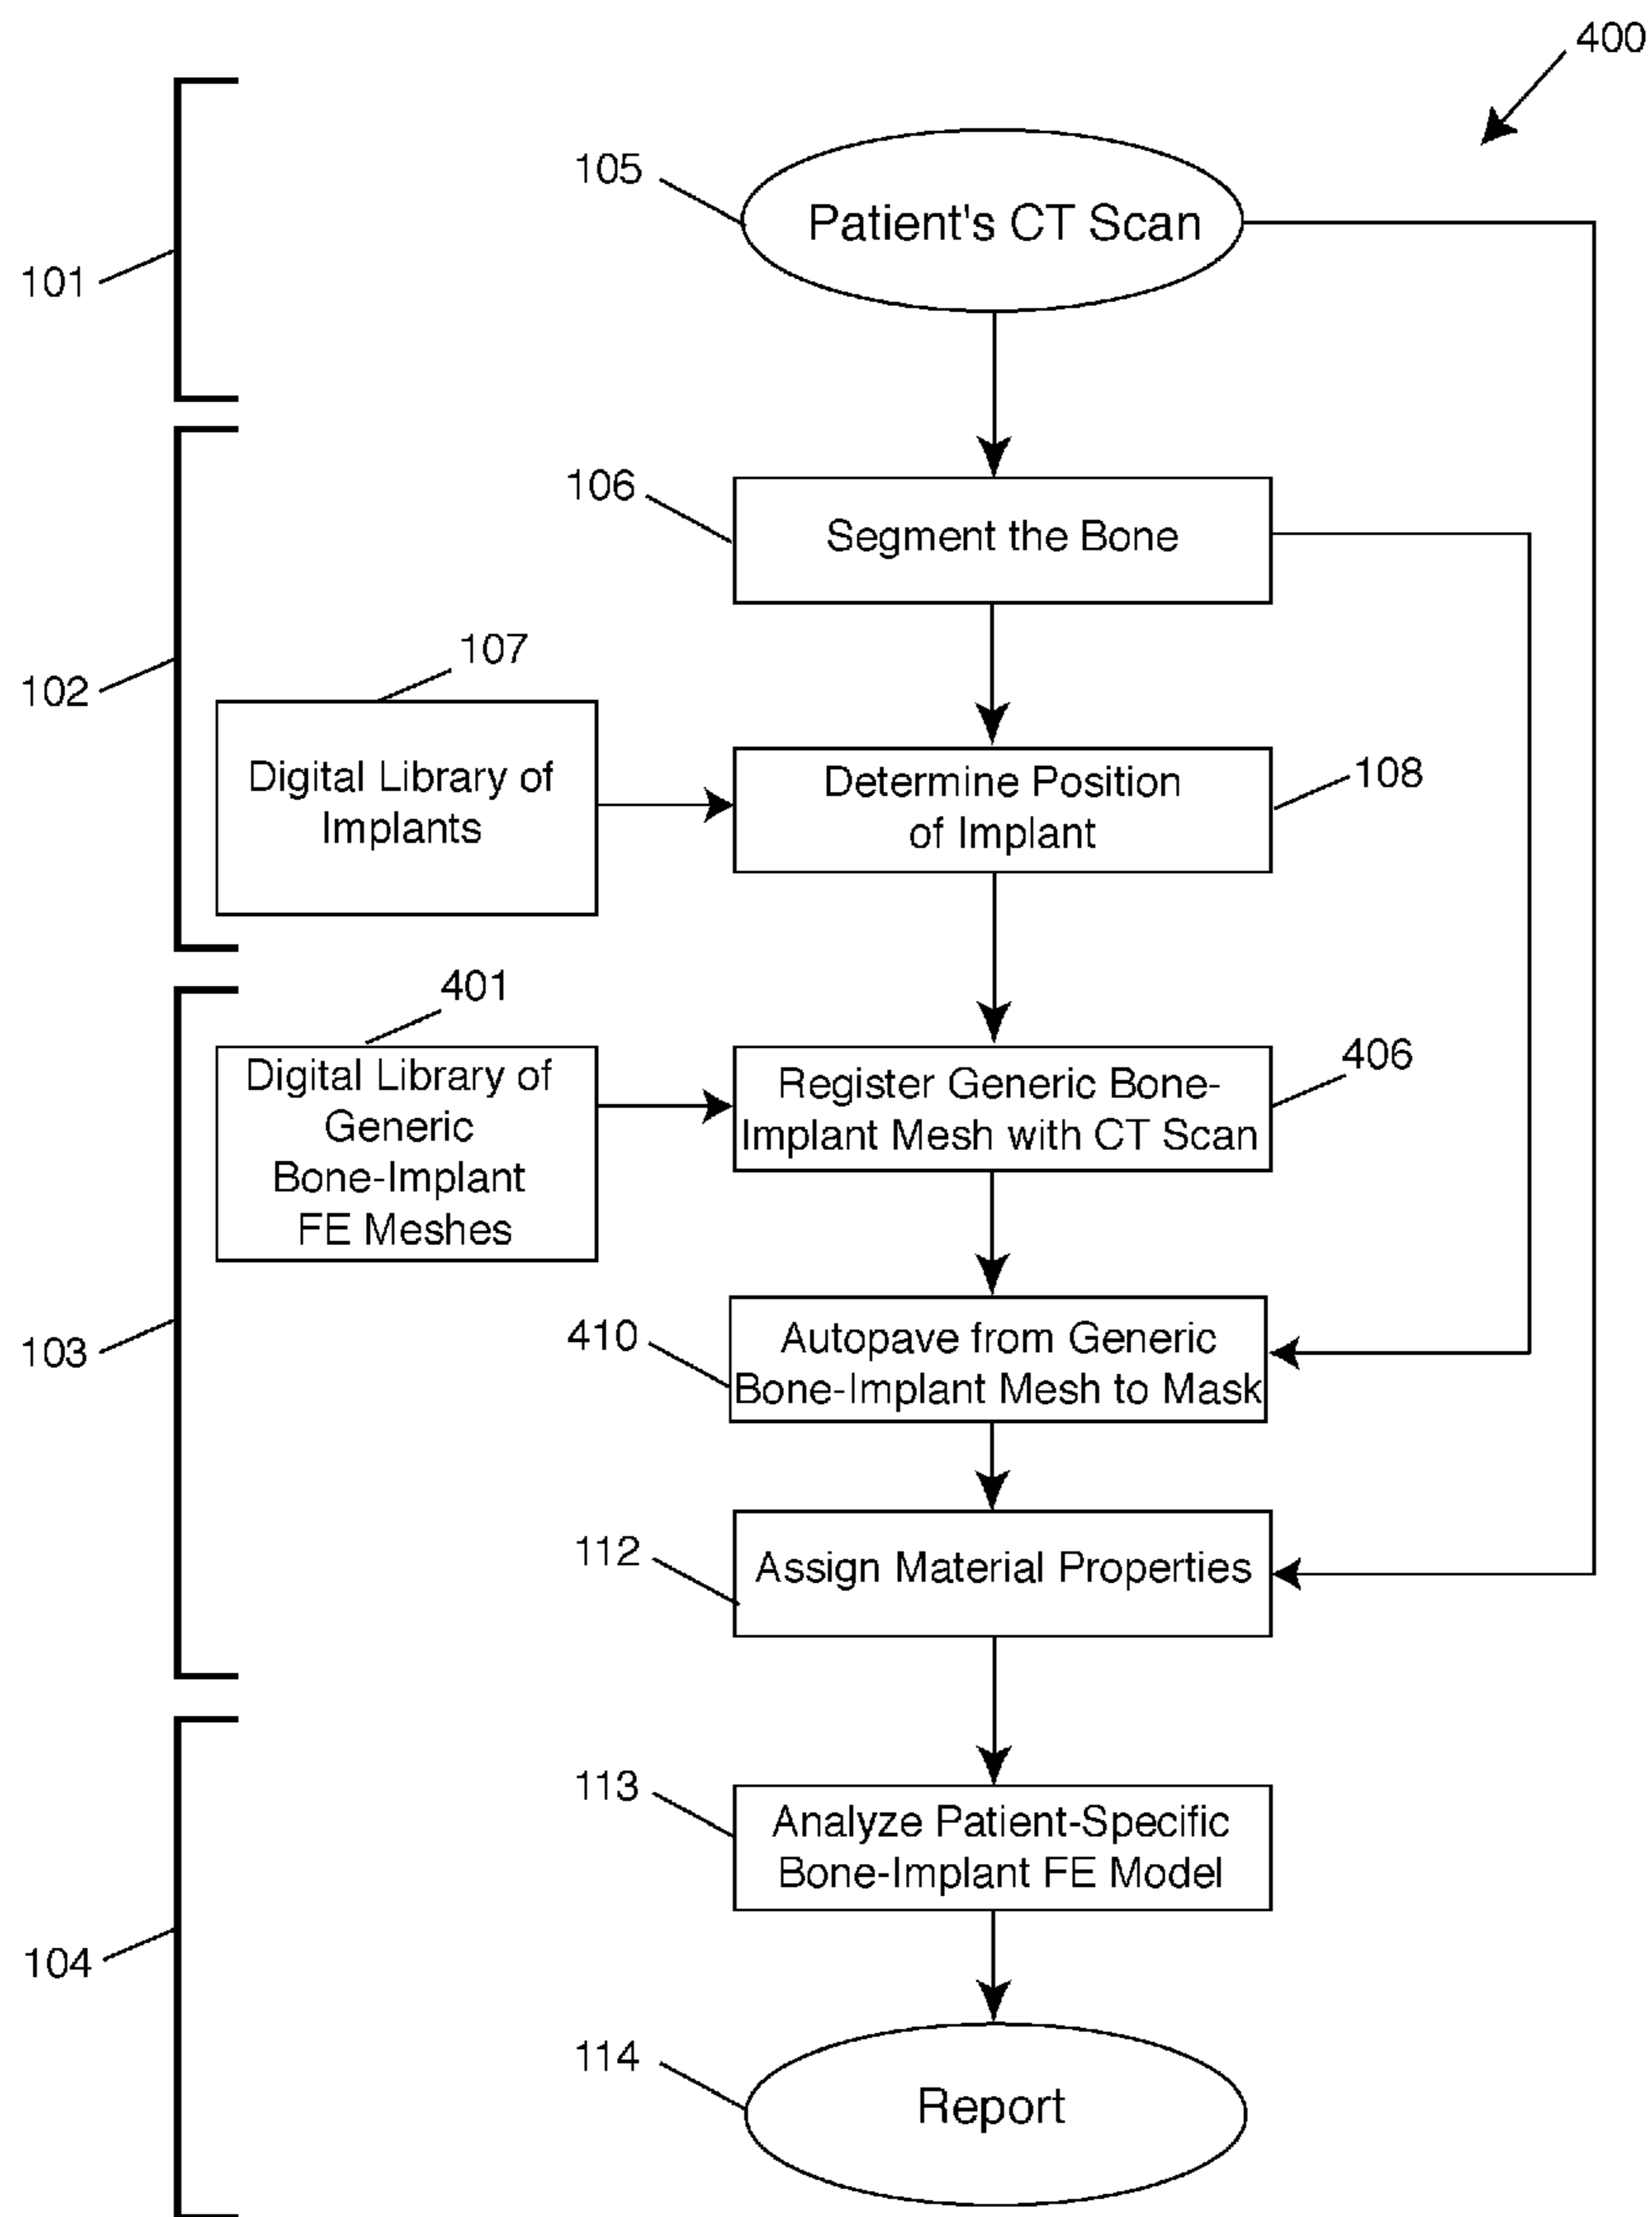 400
105
Patient's CT Scan
101
106
Segment the Bone
107
102
Digital Library of
Implants
Determine Position
of Implant
108
401
Digital Library of
Generic
Bone-Implant
FE Meshes
Register Generic Bone-
Implant Mesh with CT Scan
406
103
410
Autopave from Generic
Bone-Implant Mesh to Mask
112
Assign Material Properties
113
Analyze Patient-Specific
Bone-Implant FE Model
104
114
Report